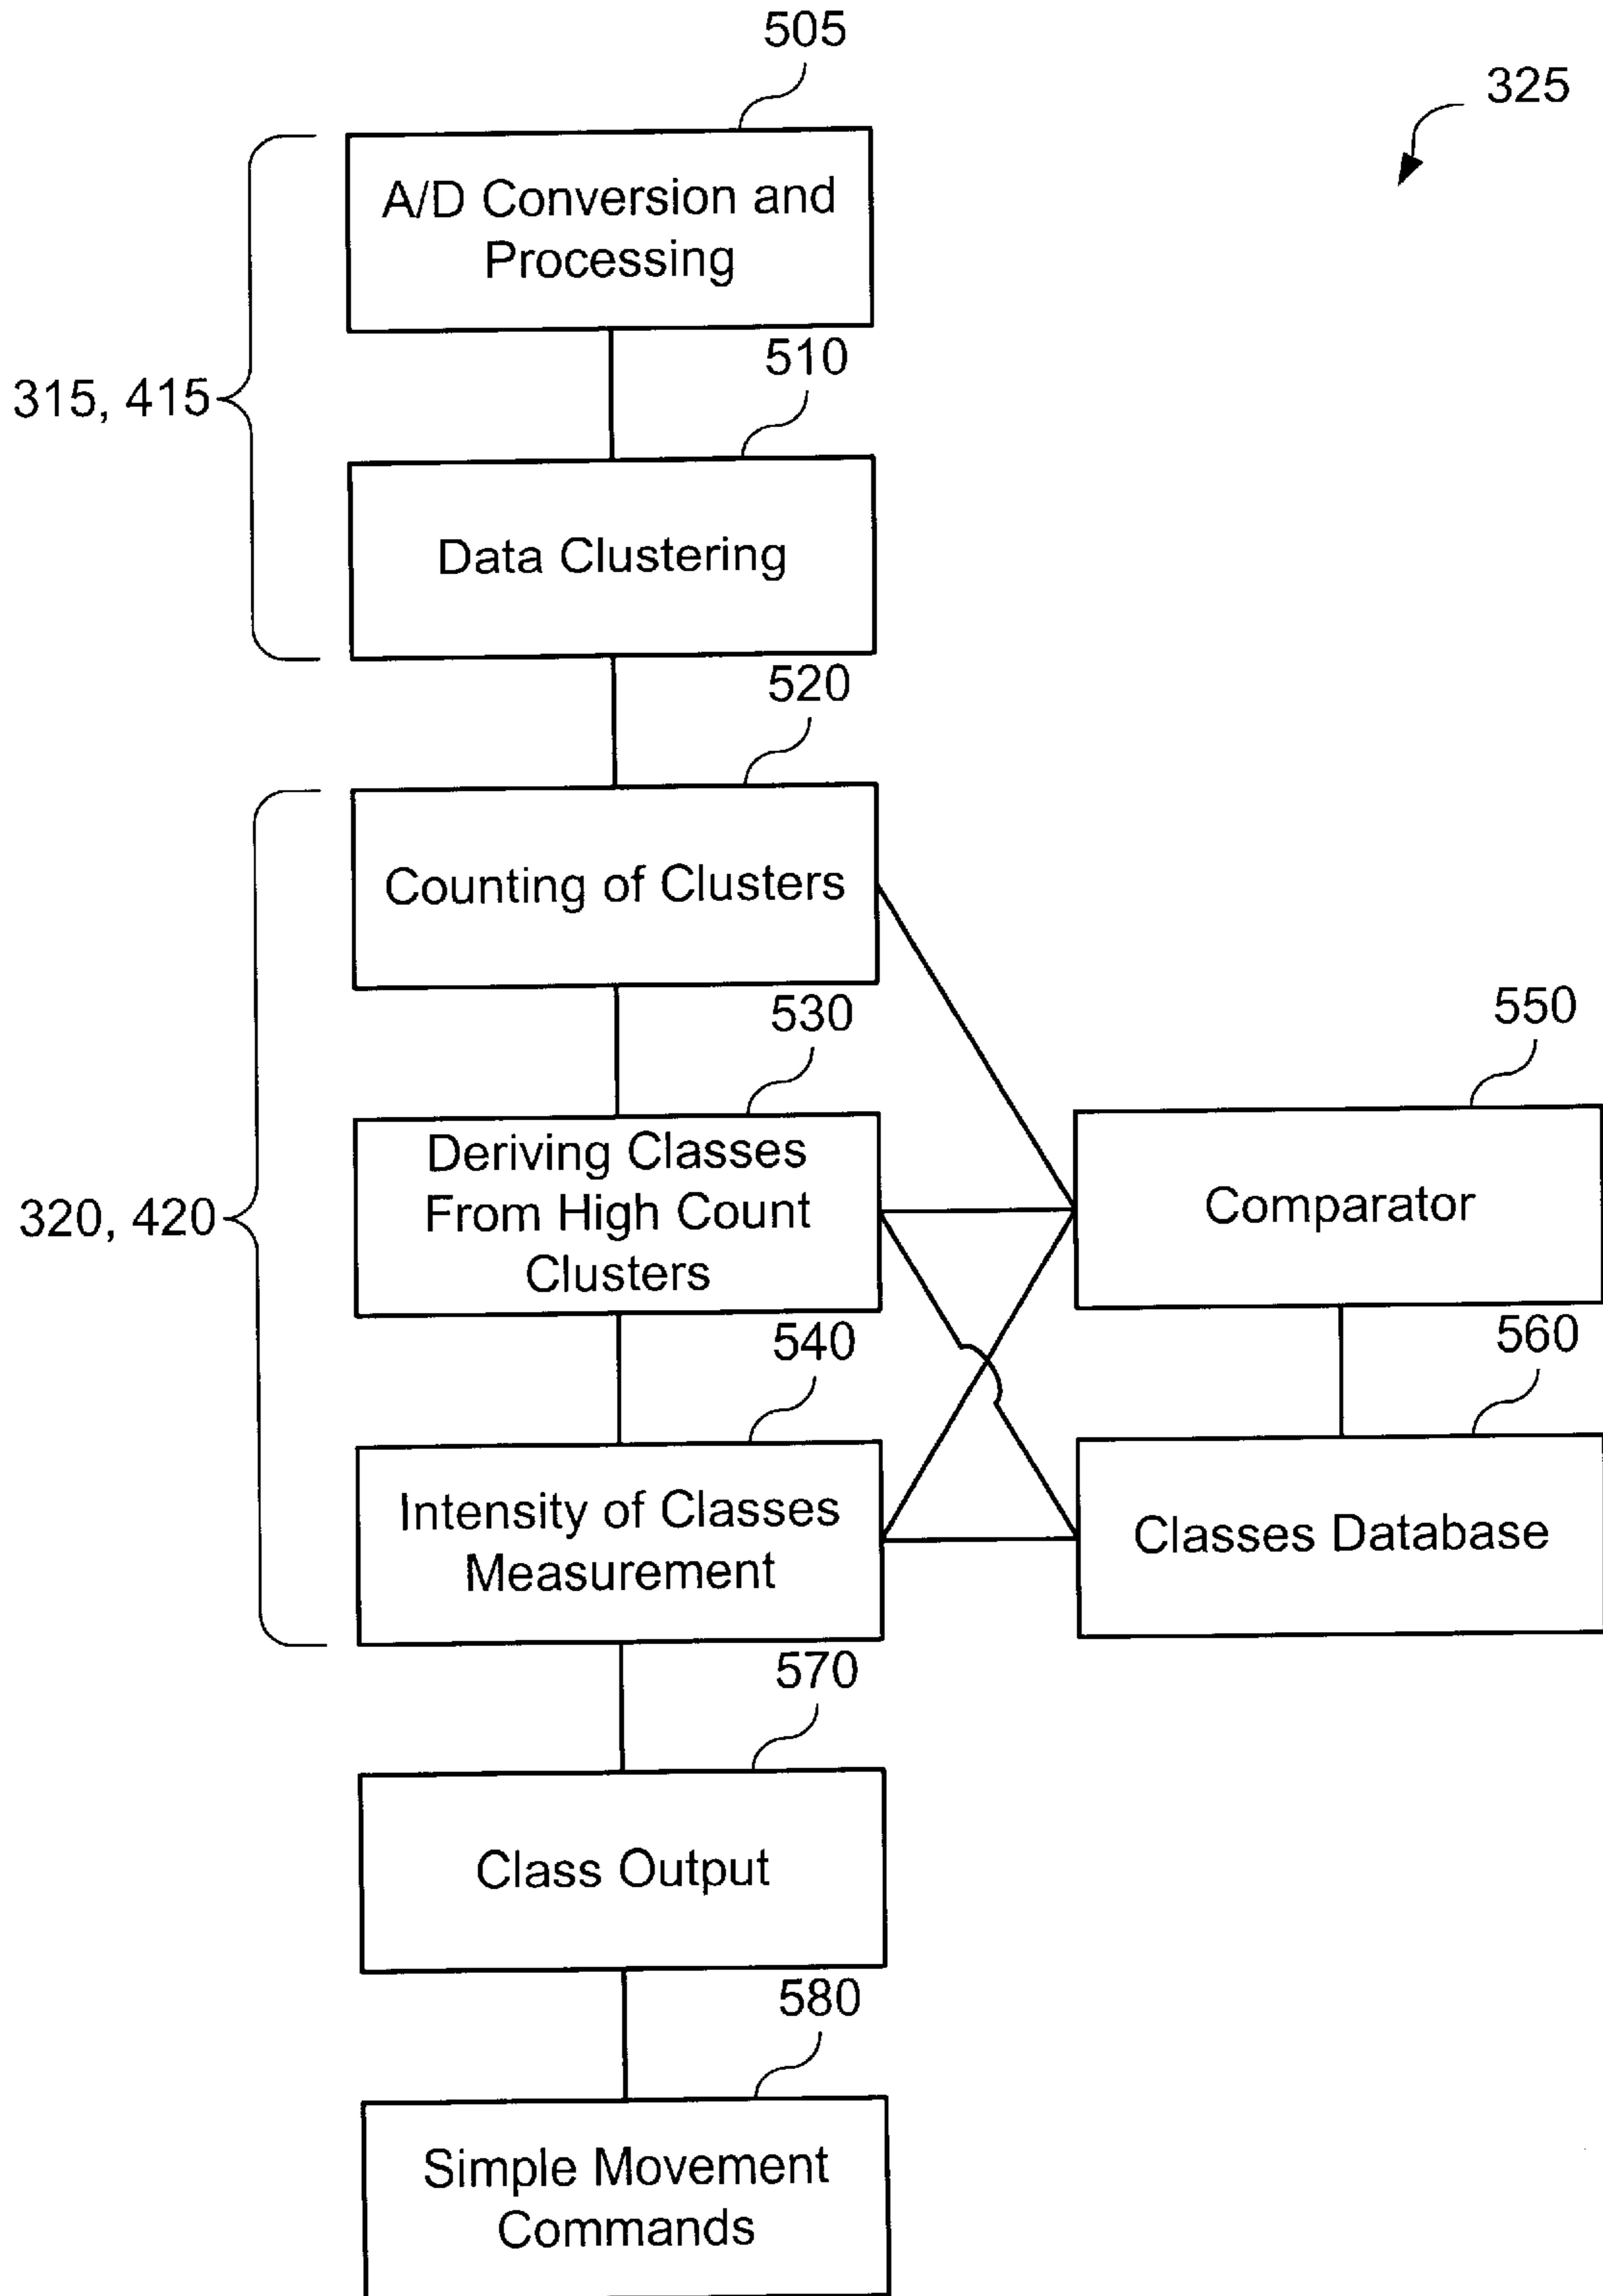 505
325
A/D Conversion and
Processing
315, 415
510
Data Clustering
520
Counting of Clusters
530
550
Deriving Classes
From High Count
Clusters
Comparator
320, 420
540
560
Intensity of Classes
Measurement
Classes Database
570
Class Output
580
Simple Movement
Commands